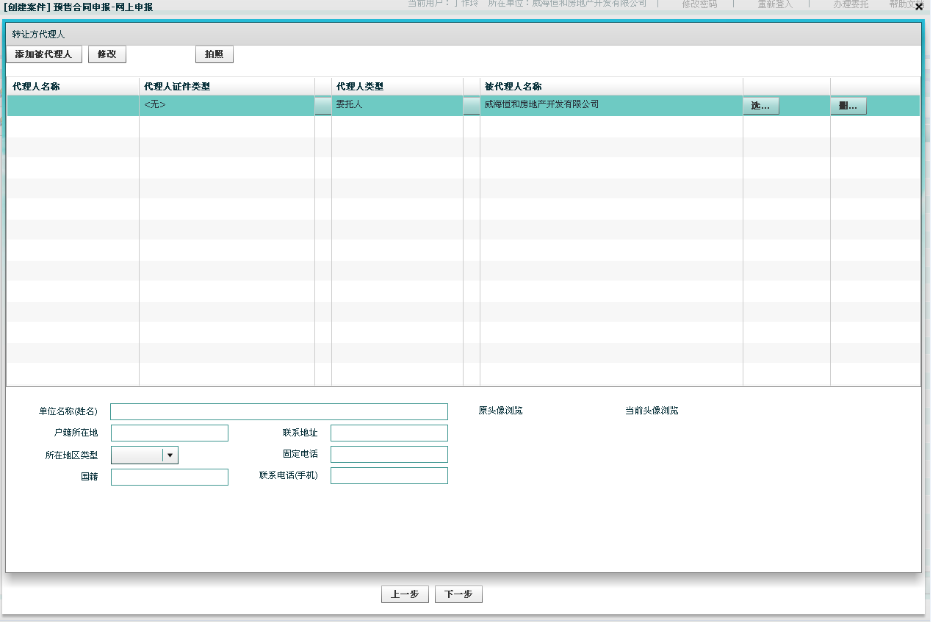 [创建案件] 预售合同申报-网上申报
所在单位：威海恒和房地产开发有限公司 | 修改密码 | 重新登入 | 办理委托 帮助文
转让方代理人
添加被代理人 修改 拍照
代理人名称 代理人证件类型 代理人类型 被代理人名称
<无> 委托人 威海恒和房地产开发有限公司 选... 删...
单位名称(姓名) 原头像浏览 当前头像浏览
户籍所在地 联系地址
所在地区类型 固定电话
国籍 联系电话(手机)
上一步 下一步